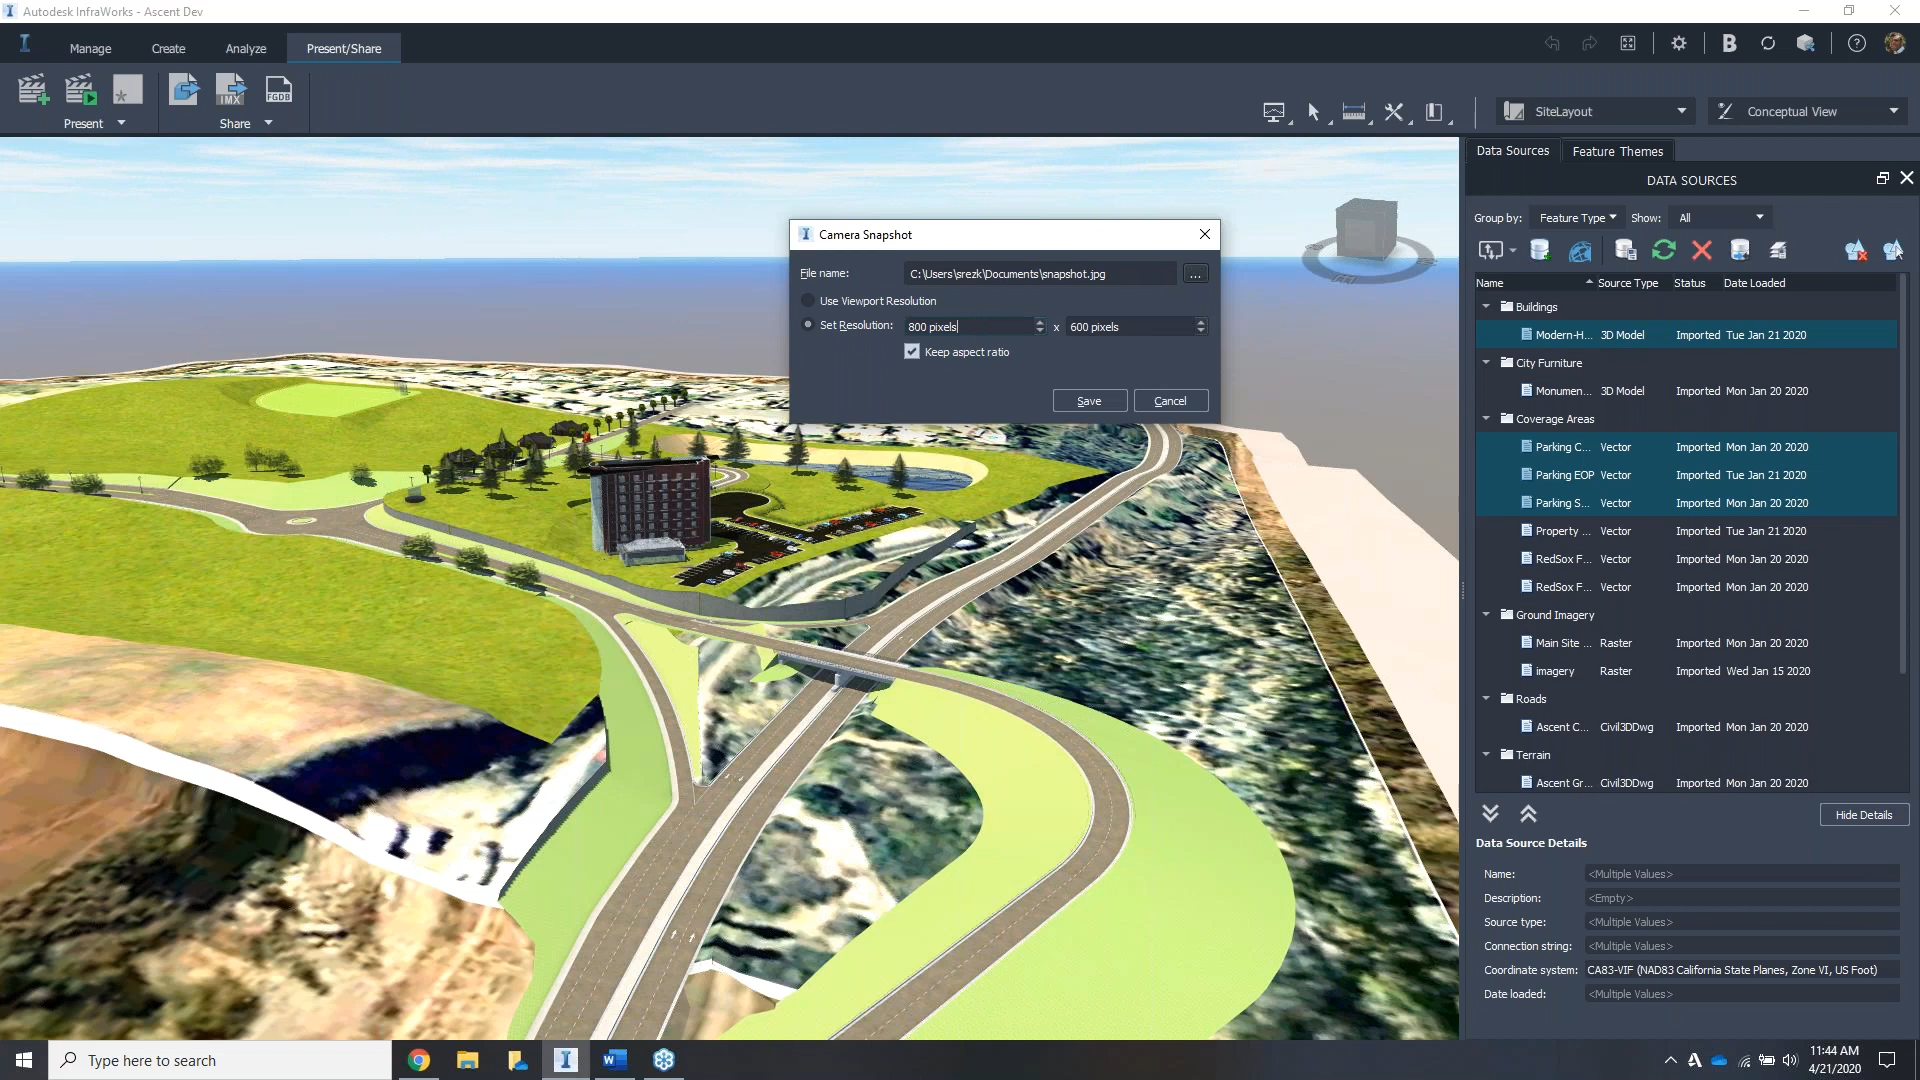 Autodesk InfraWorks - Ascent Dev
Manage Create Analyze Present/Share
IMX
FGDB
Present Share
SiteLayout Conceptual View
Data Sources Feature Themes
DATA SOURCES
Group by: Feature Type Show: All
Name Source Type Status Date Loaded
Buildings
Modern-H... 3D Model Imported Tue Jan 21 2020
City Furniture
Monumen... 3D Model Imported Mon Jan 20 2020
Coverage Areas
Parking C... Vector Imported Mon Jan 20 2020
Parking EOP Vector Imported Tue Jan 21 2020
Parking S... Vector Imported Mon Jan 20 2020
Property ... Vector Imported Tue Jan 21 2020
RedSox F... Vector Imported Mon Jan 20 2020
RedSox F... Vector Imported Mon Jan 20 2020
Ground Imagery
Main Site ... Raster Imported Mon Jan 20 2020
imagery Raster Imported Wed Jan 15 2020
Roads
Ascent C... Civil3DDwg Imported Mon Jan 20 2020
Terrain
Ascent Gr... Civil3DDwg Imported Mon Jan 20 2020
Hide Details
Data Source Details
Name: <Multiple Values>
Description: <Empty>
Source type: <Multiple Values>
Connection string: <Multiple Values>
Coordinate system: CA83-VIF (NAD83 California State Planes, Zone VI, US Foot)
Date loaded: <Multiple Values>
Camera Snapshot
File name: C:\Users\srezk\Documents\snapshot.jpg ...
Use Viewport Resolution
Set Resolution: 800 pixels x 600 pixels
Keep aspect ratio
Save Cancel
Type here to search
11:44 AM
4/21/2020